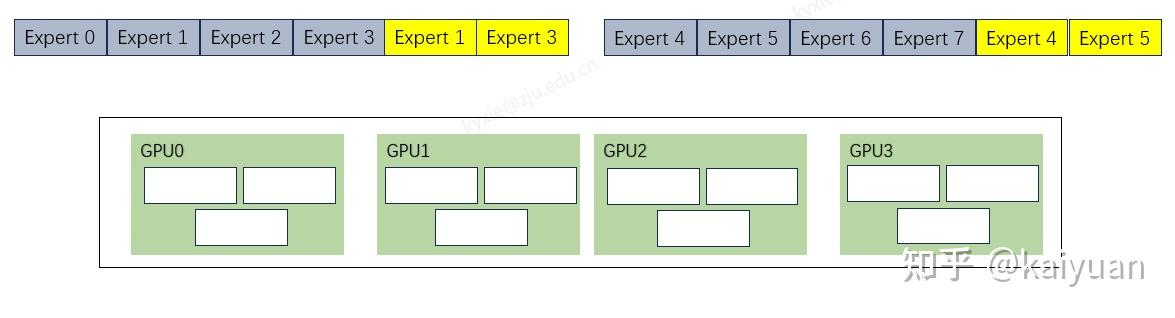 Expert 0 Expert 1 Expert 2 Expert 3 Expert 1 Expert 3 Expert 4 Expert 5 Expert 6 Expert 7 Expert 4 Expert 5
kyxie@zju.edu.cn
GPU0 GPU1 GPU2 GPU3
知乎 @kaiyuan